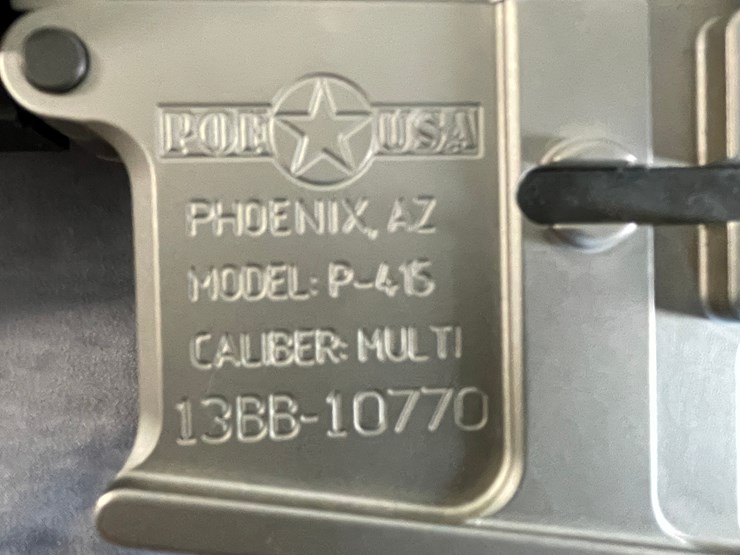 POF USA
PHOENIX, AZ
MODEL: P-415
CALIBER: MULTI
13BB-10770